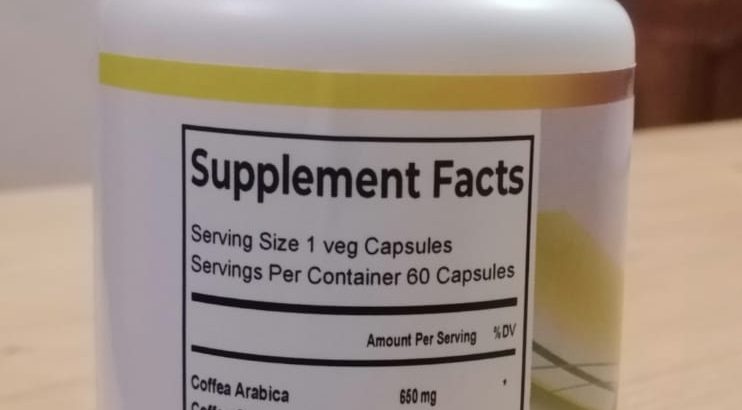 Supplement Facts
Serving Size 1 veg Capsules
Servings Per Container 60 Capsules
Amount Per Serving %DV
Coffea Arabica 650 mg *